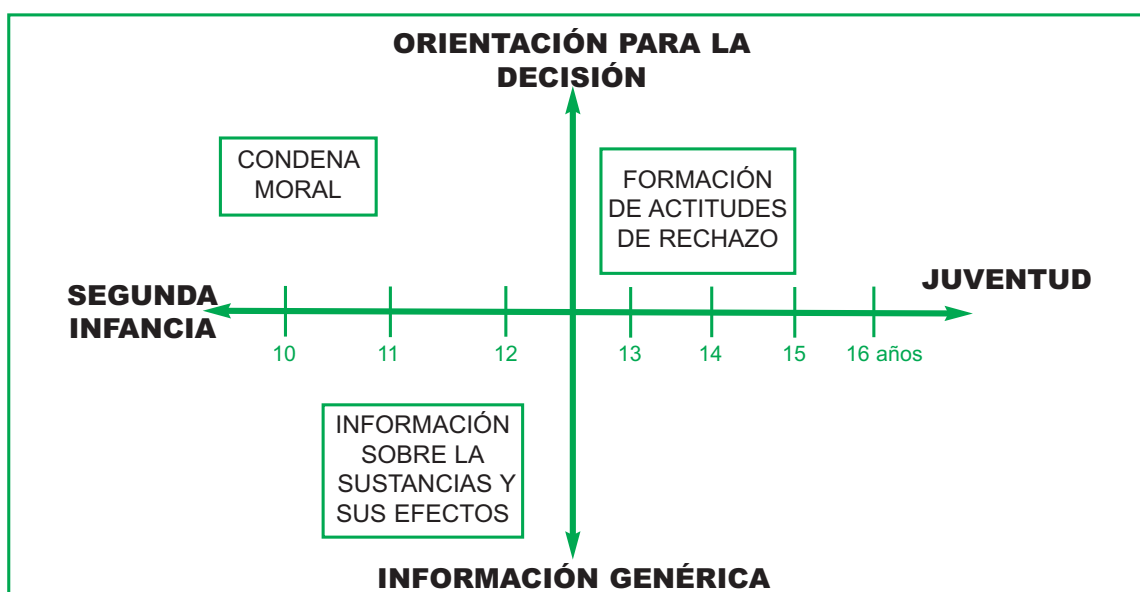 ORIENTACIÓN PARA LA
DECISIÓN
CONDENA
MORAL
FORMACIÓN
DE ACTITUDES
DE RECHAZO
SEGUNDA
INFANCIA
JUVENTUD
10
11
12
13
14
15
16 años
INFORMACIÓN
SOBRE LA
SUSTANCIAS Y
SUS EFECTOS
INFORMACIÓN GENÉRICA